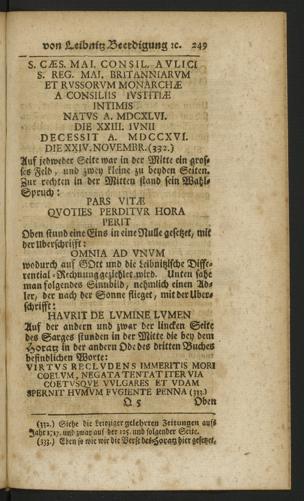 von Leibnitz Beerdigung ꝛc. 249
S. CÆS. MAI. CONSIL. AVLICI
S. REG. MAI. BRITANNIARVM
ET RVSSORVM MONARCHÆ
A CONSILIIS IVSTITIÆ
INTIMIS
NATVS A. MDCXLVI.
DIE XXIII. IVNII
DECESSIT A. MDCCXVI.
DIE XXIV. NOVEMBR. (332.)
Auf jedweder Seite war in der Mitte ein gros-
ses Feld, und zwey kleine zu beyden Seiten.
Zur rechten in der Mitten stand sein Wahl-
Spruch:
PARS VITÆ
QVOTIES PERDITVR HORA
PERIT
Oben stund eine Eins in eine Nulle gesetzt, mit
der Uberschrifft:
OMNIA AD VNVM
wodurch auf GOtt und die Leibnitzische Diffe-
rential-Rechnung gezielet wird. Unten sahe
man folgendes Sinnbild, nehmlich einen Ad-
ler, der nach der Sonne flieget, mit der Uber-
schrifft:
HAVRIT DE LVMINE LVMEN
Auf der andern und zwar der lincken Seite
des Sarges stunden in der Mitte die bey dem
Horatz in der andern Ode des dritten Buches
befindlichen Worte:
VIRTVS RECLVDENS IMMERITIS MORI
COELVM, NEGATA TENTAT ITER VIA
COETVSQVE VVLGARES ET VDAM
SPERNIT HVMVM FVGIENTE PENNA (333.)
Q 5 Oben
(332.) Siehe die Leipziger gelehrten Zeitungen aufs
Jahr 1717. und zwar auf der 125. und folgender Seite.
(333.) Eben so wie wir die Verse des Horatz hier gesetzet,